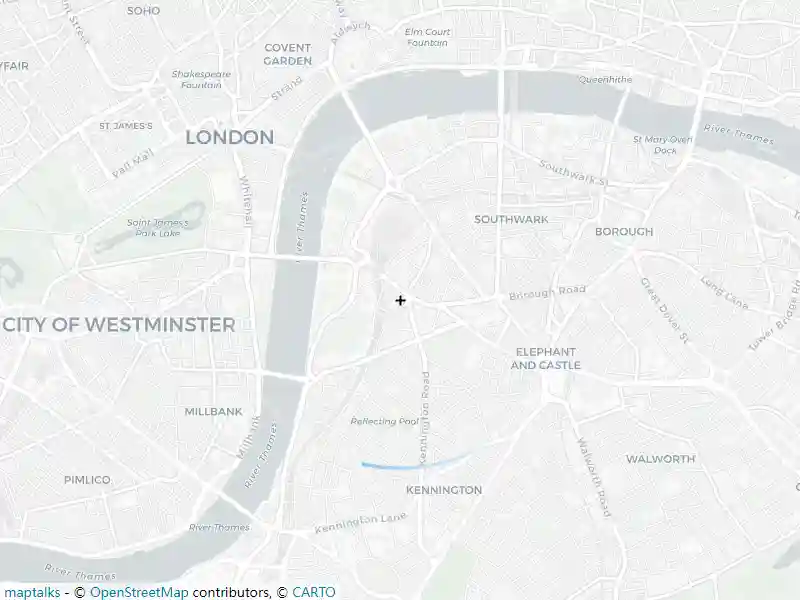 SOHO
COVENT
GARDEN
Aldwych
Elm Court
Fountain
Shakespeare
Fountain
Strand
Queenhithe
ST JAMES'S
LONDON
Pall Mall
St Mary Overi
Dock
River Thames
Southwark St
Whitehall
Saint James's
Park Lake
River Thames
SOUTHWARK
BOROUGH
CITY OF WESTMINSTER
Borough Road
Great Dover St
Long Lane
Tower Bridge Rd
ELEPHANT
AND CASTLE
MILLBANK
Millbank
River Thames
Reflecting Pool
Kennington Road
Walworth Road
WALWORTH
PIMLICO
KENNINGTON
River Thames
Kennington Lane
River Thames
maptalks - © OpenStreetMap contributors, © CARTO